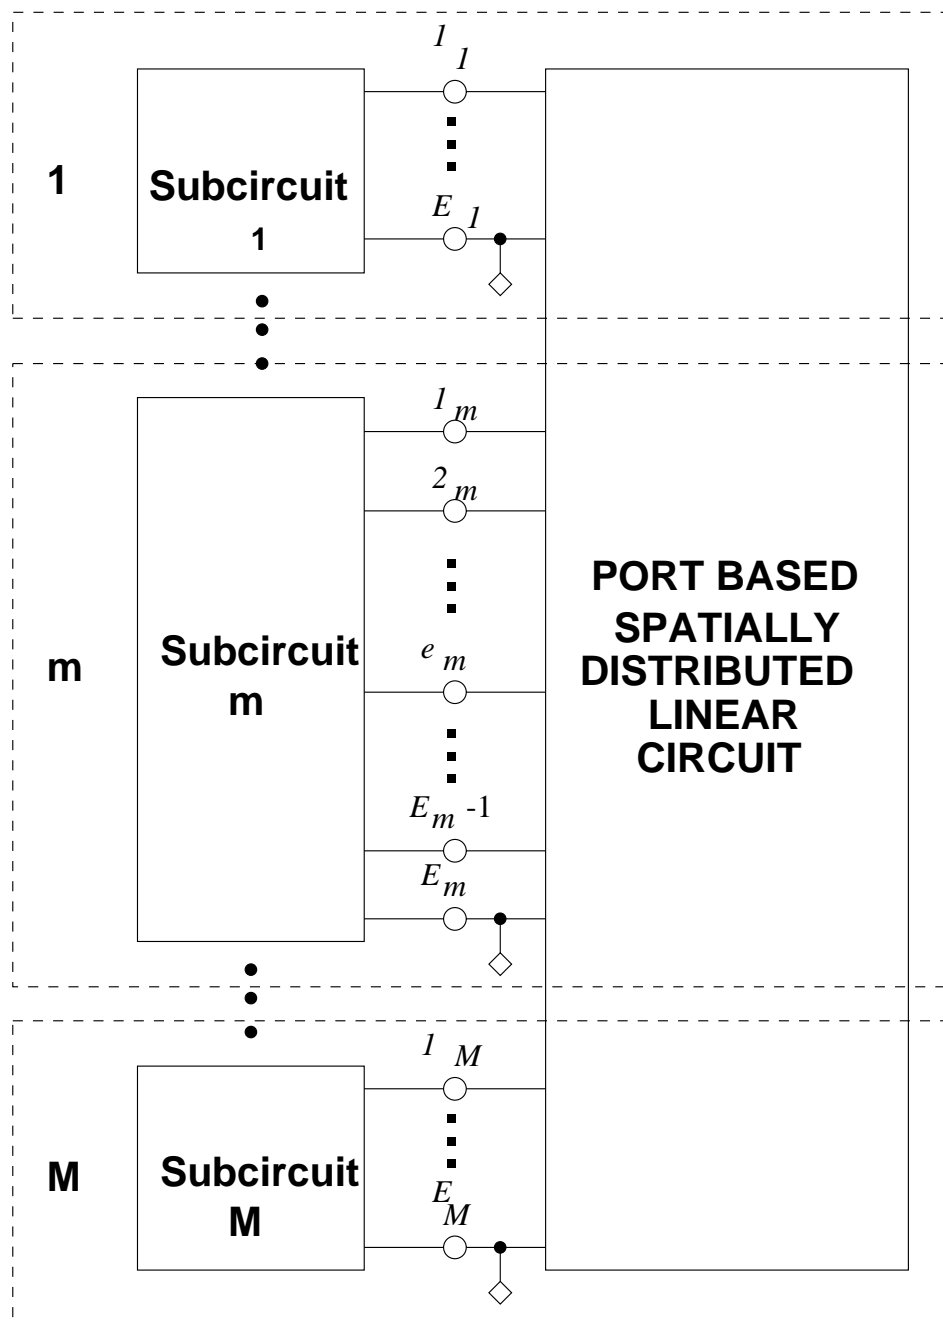 1
Subcircuit
1
1 1
E 1
m
Subcircuit
m
1 m
2 m
e m
E m -1
E m
PORT BASED
SPATIALLY
DISTRIBUTED
LINEAR
CIRCUIT
M
Subcircuit
M
1 M
E M